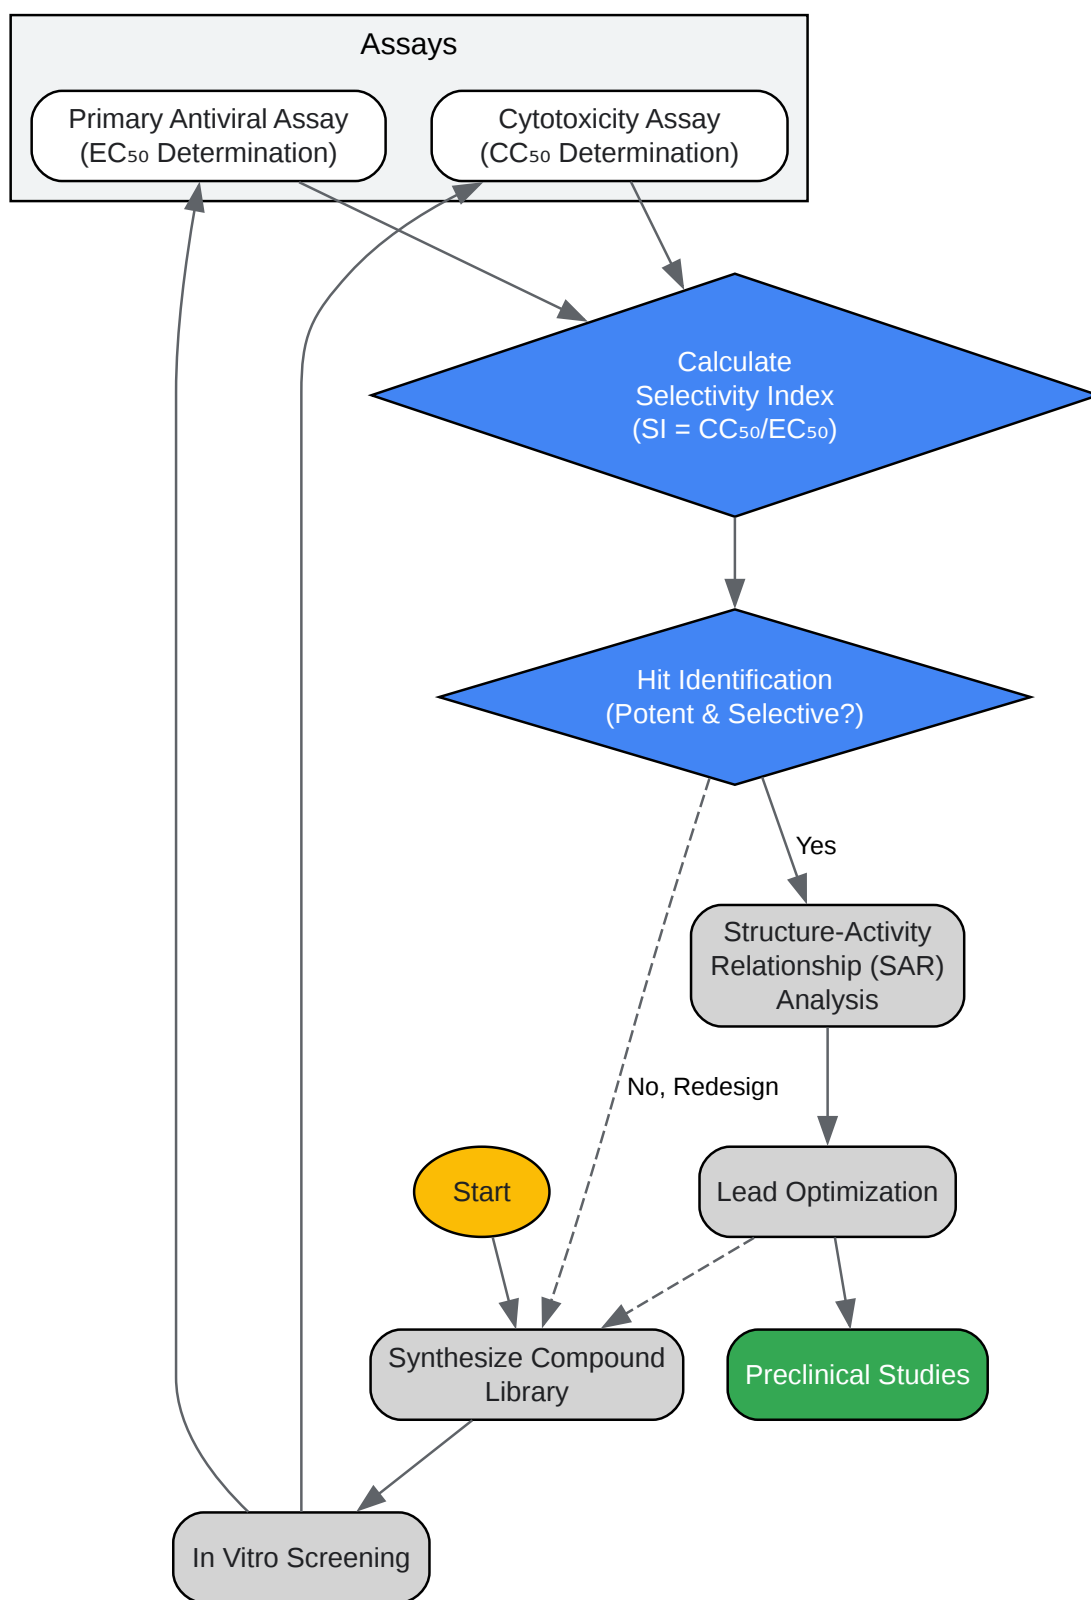 Assays
Primary Antiviral Assay
(EC₅₀ Determination)
Cytotoxicity Assay
(CC₅₀ Determination)
Calculate
Selectivity Index
(SI = CC₅₀/EC₅₀)
Hit Identification
(Potent & Selective?)
Yes
Structure-Activity
Relationship (SAR)
Analysis
No, Redesign
Start
Lead Optimization
Synthesize Compound
Library
Preclinical Studies
In Vitro Screening